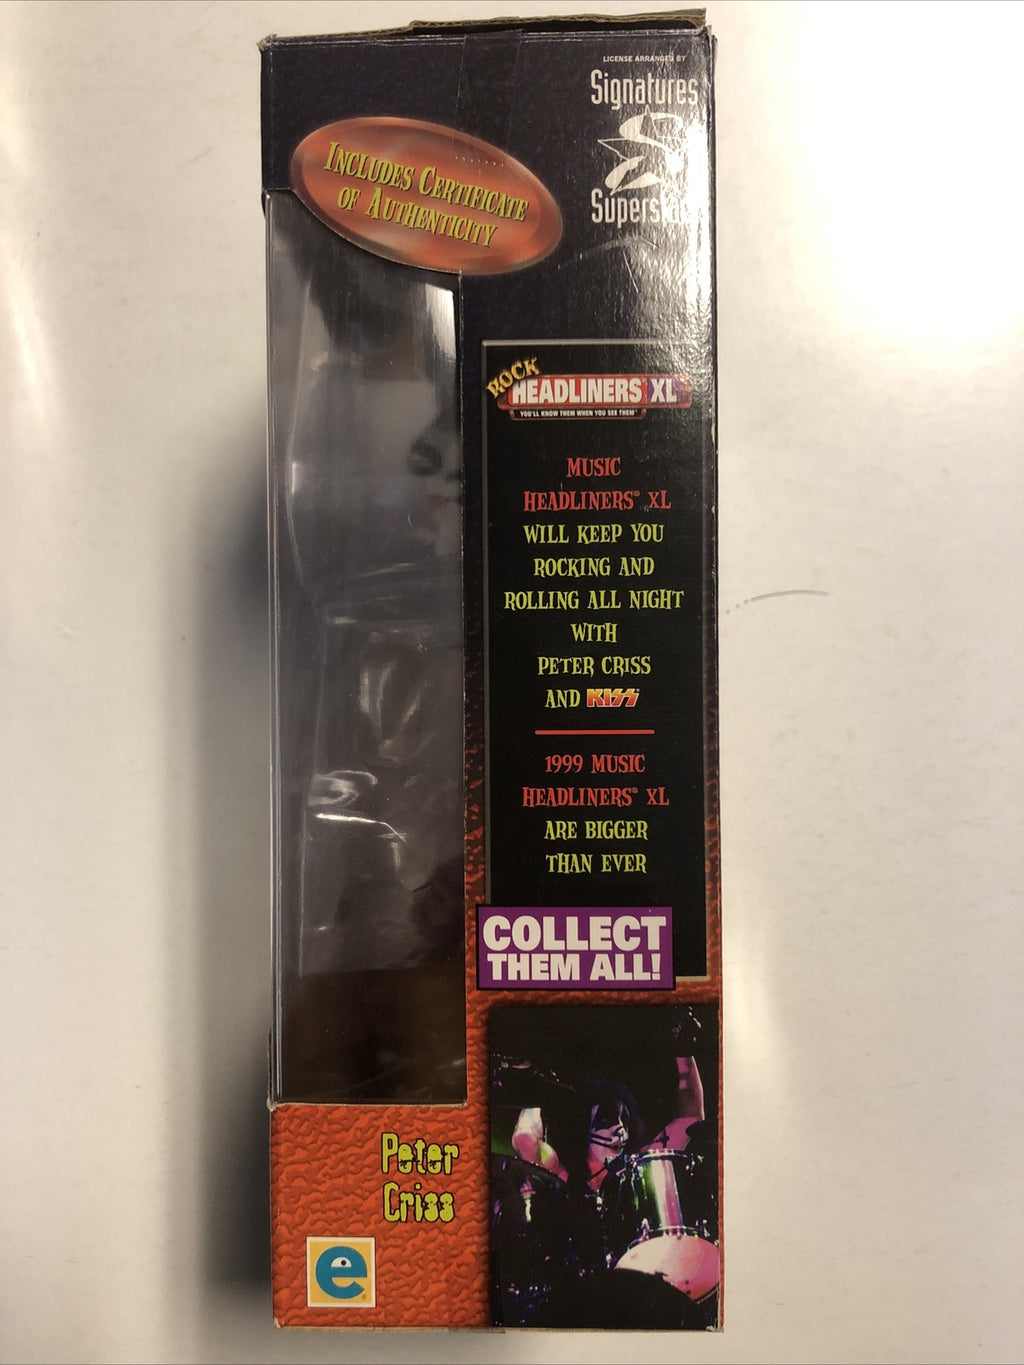 LICENSE ARRANGED BY
Signatures
INCLUDES CERTIFICATE
OF AUTHENTICITY
ROCK
HEADLINERS XL
YOU'LL KNOW THEM WHEN YOU SEE THEM
MUSIC
HEADLINERS® XL
WILL KEEP YOU
ROCKING AND
ROLLING ALL NIGHT
WITH
PETER CRISS
AND KISS
1999 MUSIC
HEADLINERS® XL
ARE BIGGER
THAN EVER
COLLECT
THEM ALL!
Peter
Criss
e